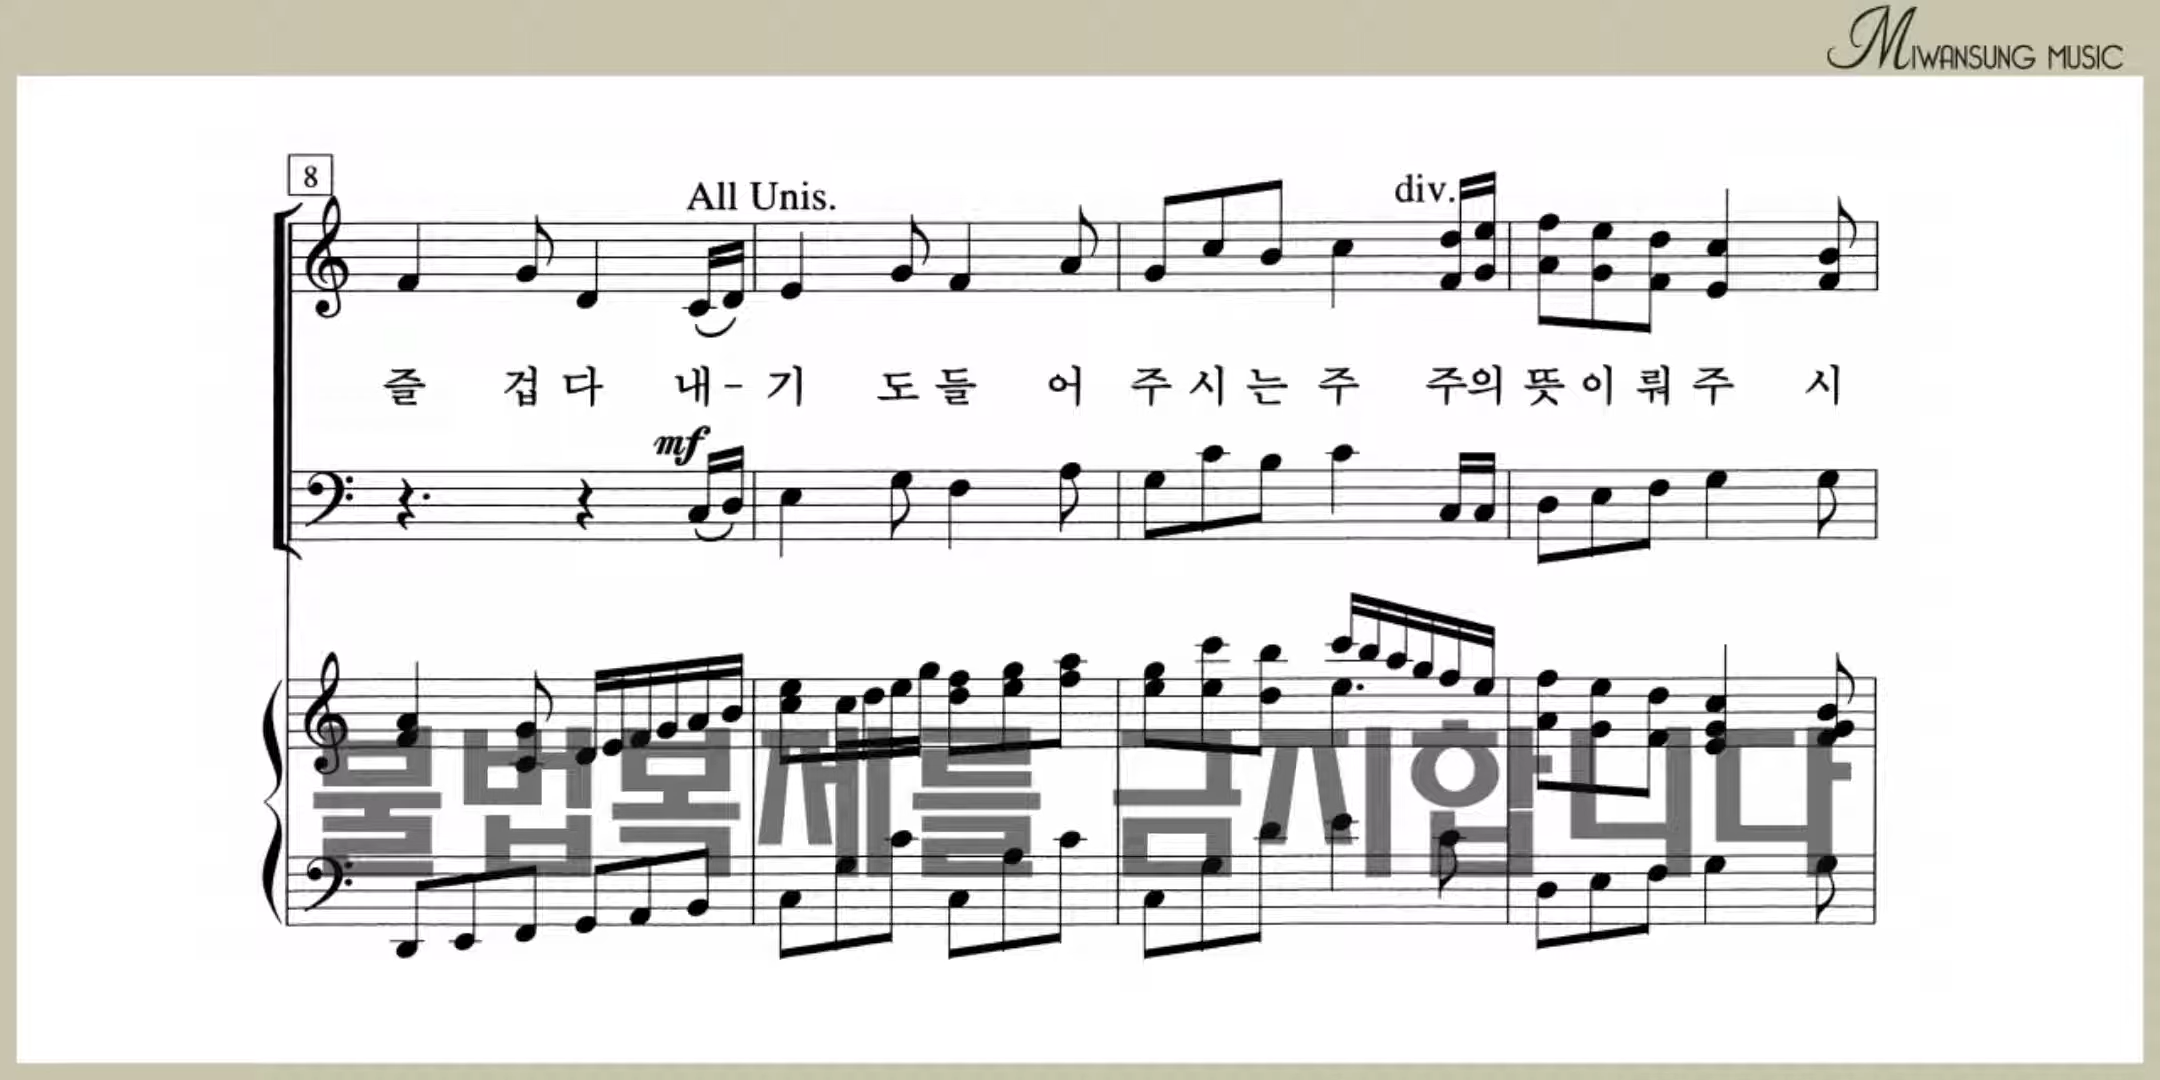 MIWANSUNG MUSIC
8
All Unis.
div.
즐 겁 다 내 - 기 도 들 어 주 시 는 주 주의 뜻 이 뤄 주 시
mf
불법복제를 금지합니다